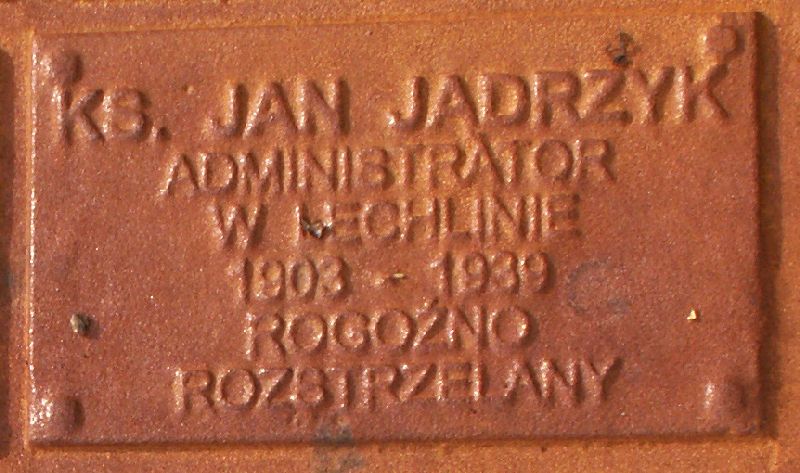 KS. JAN JĄDRZYK
ADMINISTRATOR
W LECHLINIE
1903 - 1939
ROGOŹNO
ROZSTRZELANY